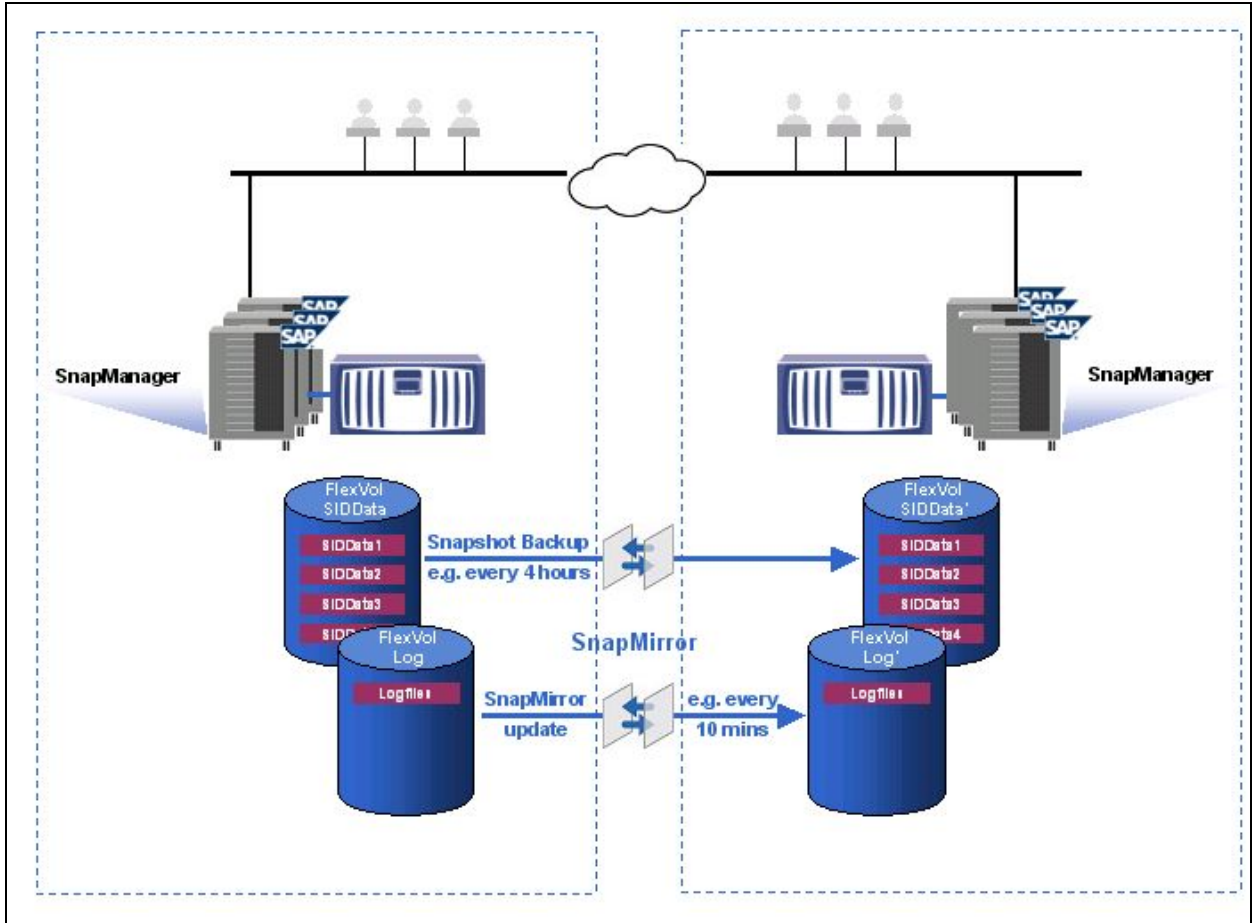 SAP
SAP
SAP
SAP
SAP
SAP
SnapManager
SnapManager
FlexVol
SIDData
SIDData1
SIDData2
SIDData3
FlexVol
Log
Logfiles
Snapshot Backup
e.g. every 4 hours
SnapMirror
SnapMirror
update
e.g. every
10 mins
FlexVol
SIDData'
SIDData1
SIDData2
SIDData3
FlexVol
Log'
Logfiles